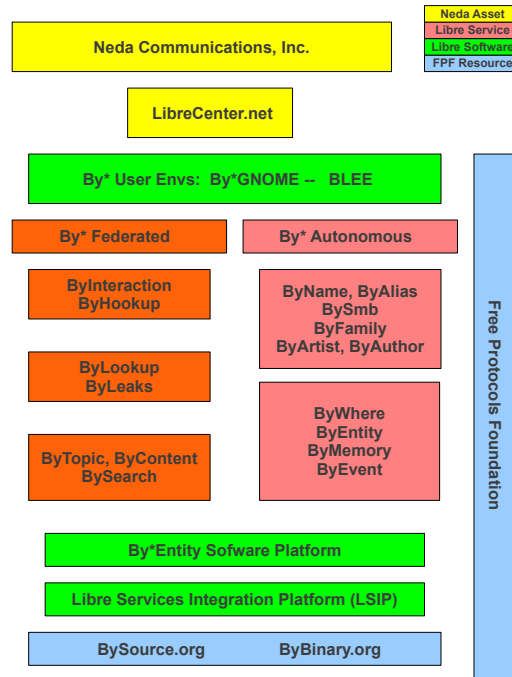 Neda Communications, Inc.
Neda Asset
Libre Service
Libre Software
FPF Resource
LibreCenter.net
By* User Envs: By*GNOME -- BLEE
By* Federated
By* Autonomous
ByInteraction
ByHookup
ByName, ByAlias
BySmb
ByFamily
ByArtist, ByAuthor
ByLookup
ByLeaks
ByWhere
ByEntity
ByMemory
ByEvent
ByTopic, ByContent
BySearch
Free Protocols Foundation
By*Entity Sofware Platform
Libre Services Integration Platform (LSIP)
BySource.org ByBinary.org